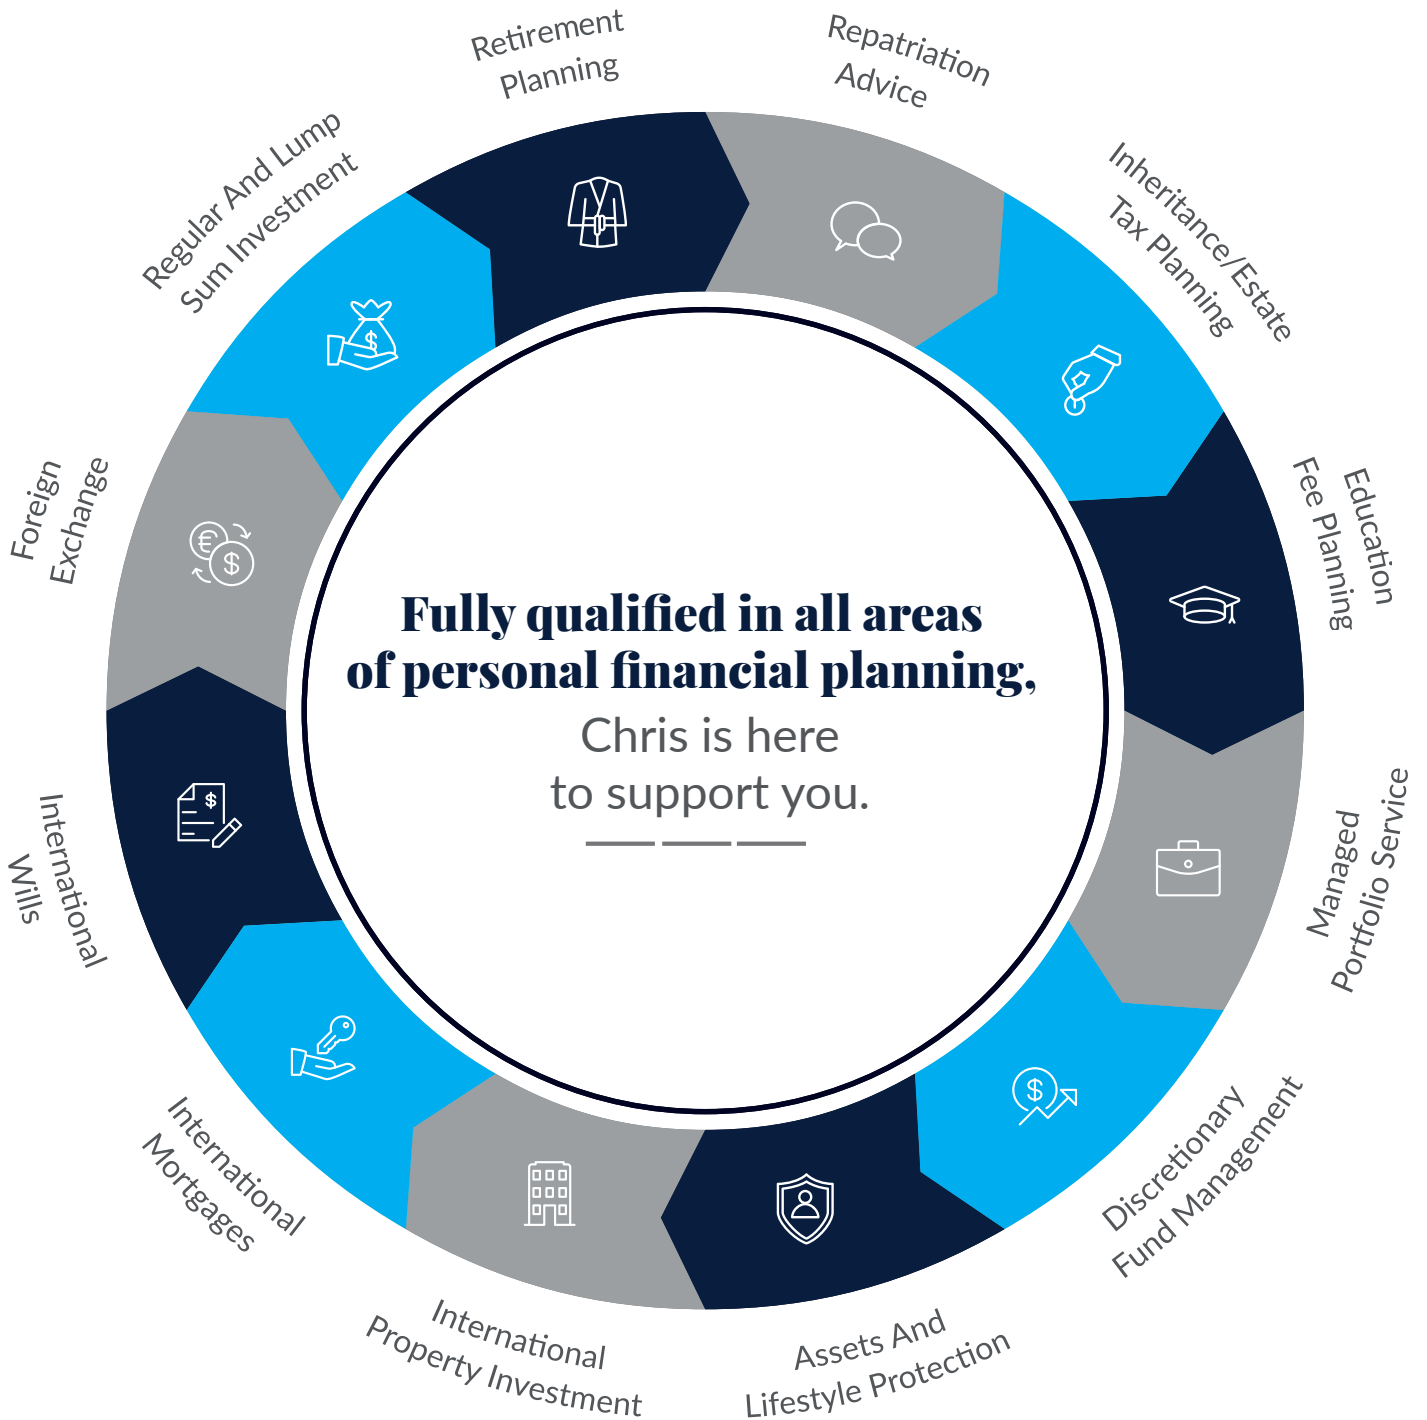 Retirement
Planning
Repatriation
Advice
Inheritance/Estate
Tax Planning
Education
Fee Planning
Managed
Portfolio Service
Discretionary
Fund Management
Assets And
Lifestyle Protection
International
Property Investment
International
Mortgages
International
Wills
Foreign
Exchange
Regular And Lump
Sum Investment
€
$
$
$
$
Fully qualified in all areas
of personal financial planning,
Chris is here
to support you.